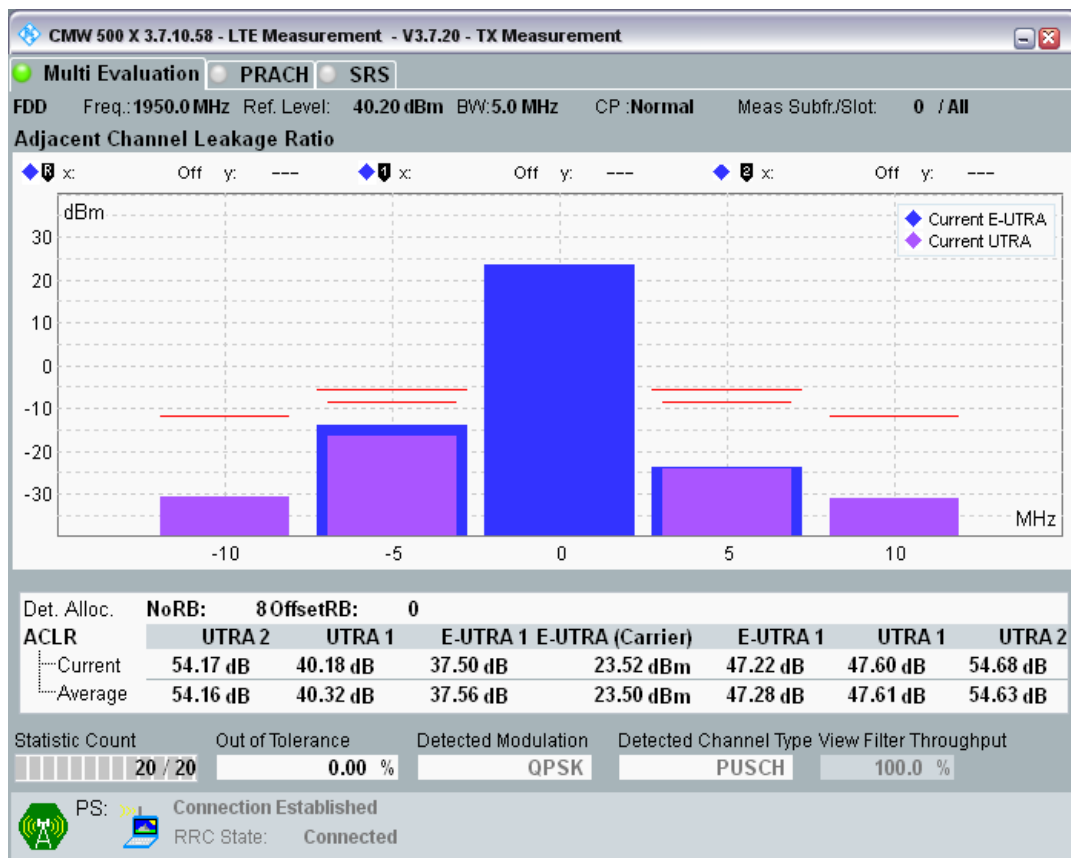 CMW 500 X 3.7.10.58 - LTE Measurement - V3.7.20 - TX Measurement
Multi Evaluation PRACH SRS
FDD Freq.: 1950.0 MHz Ref. Level: 40.20 dBm BW: 5.0 MHz CP : Normal Meas Subfr./Slot: 0 / All
Adjacent Channel Leakage Ratio
R x: Off y: --- 1 x: Off y: --- 2 x: Off y: ---
dBm
Current E-UTRA
Current UTRA
30
20
10
0
-10
-20
-30
MHz
-10 -5 0 5 10
Det. Alloc. NoRB: 8 OffsetRB: 0
ACLR UTRA 2 UTRA 1 E-UTRA 1 E-UTRA (Carrier) E-UTRA 1 UTRA 1 UTRA 2
Current 54.17 dB 40.18 dB 37.50 dB 23.52 dBm 47.22 dB 47.60 dB 54.68 dB
Average 54.16 dB 40.32 dB 37.56 dB 23.50 dBm 47.28 dB 47.61 dB 54.63 dB
Statistic Count Out of Tolerance Detected Modulation Detected Channel Type View Filter Throughput
20 / 20 0.00 % QPSK PUSCH 100.0 %
PS: Connection Established
RRC State: Connected